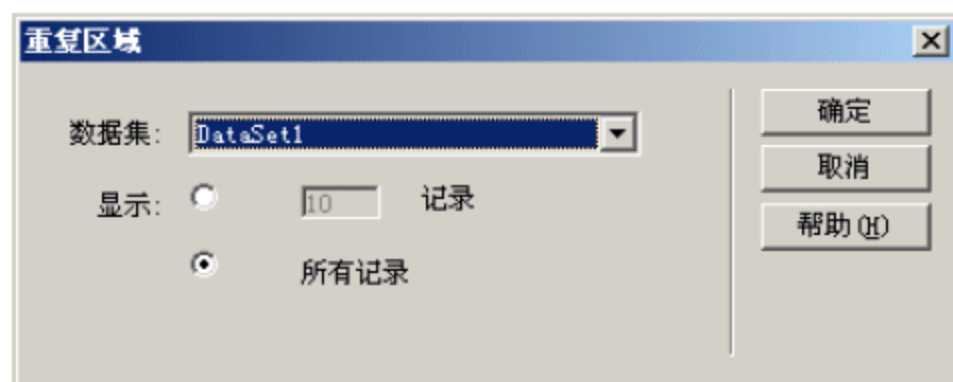 重复区域
数据集: DataSet1
确定
取消
显示: 10 记录
帮助(H)
所有记录